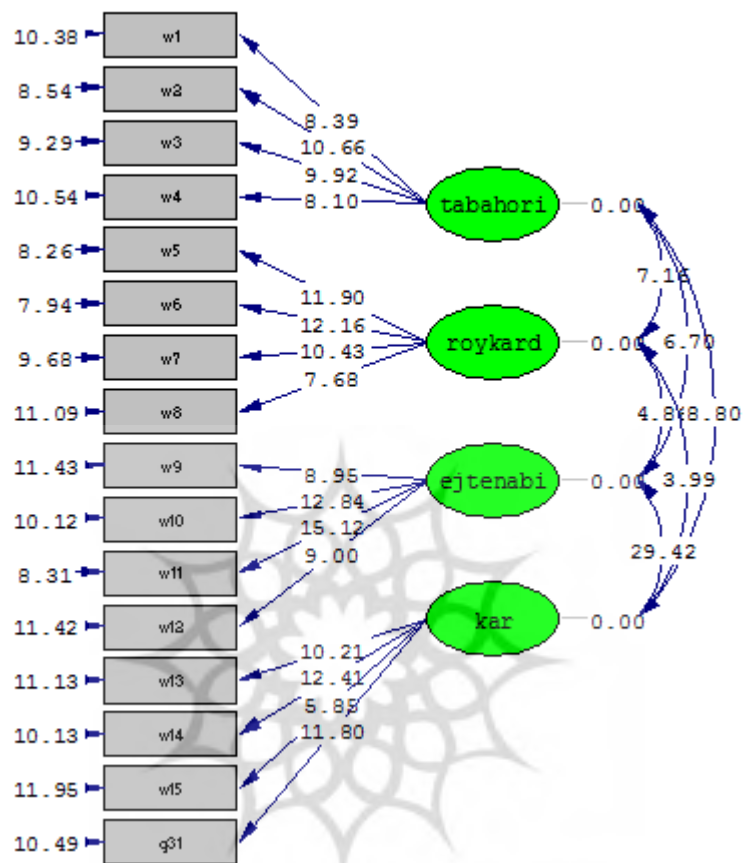 10.38 w1
8.54 w2
9.29 w3
10.54 w4
8.26 w5
7.94 w6
9.68 w7
11.09 w8
11.43 w9
10.12 w10
8.31 w11
11.42 w12
11.13 w13
10.13 w14
11.95 w15
10.49 g31
8.39
10.66
9.92
8.10
11.90
12.16
10.43
7.68
8.95
12.84
15.12
9.00
10.21
12.41
5.85
11.80
tabahori 0.00
roykard 0.00
ejtenabi 0.00
kar 0.00
7.16
6.70
8.80
3.99
29.42